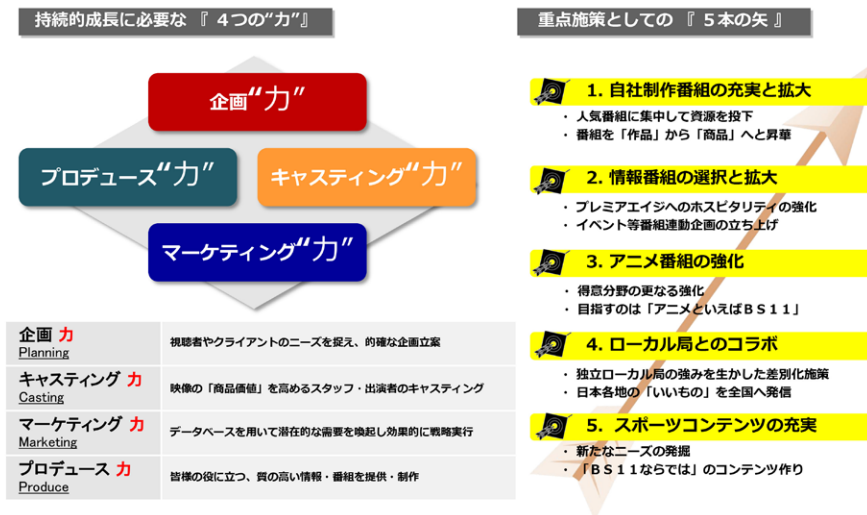 持続的成長に必要な 『 ４つの“力”』
企画“力”
プロデュース“力”
キャスティング“力”
マーケティング“力”
企画 力
Planning
視聴者やクライアントのニーズを捉え、的確な企画立案
キャスティング 力
Casting
映像の「商品価値」を高めるスタッフ・出演者のキャスティング
マーケティング 力
Marketing
データベースを用いて潜在的な需要を喚起し効果的に戦略実行
プロデュース 力
Produce
皆様の役に立つ、質の高い情報・番組を提供・制作
重点施策としての 『 ５本の矢 』
1. 自社制作番組の充実と拡大
・ 人気番組に集中して資源を投下
・ 番組を「作品」から「商品」へと昇華
2. 情報番組の選択と拡大
・ プレミアエイジへのホスピタリティの強化
・ イベント等番組連動企画の立ち上げ
3. アニメ番組の強化
・ 得意分野の更なる強化
・ 目指すのは「アニメといえばＢＳ１１」
4. ローカル局とのコラボ
・ 独立ローカル局の強みを生かした差別化施策
・ 日本各地の「いいもの」を全国へ発信
5. スポーツコンテンツの充実
・ 新たなニーズの発掘
・ 「ＢＳ１１ならでは」のコンテンツ作り